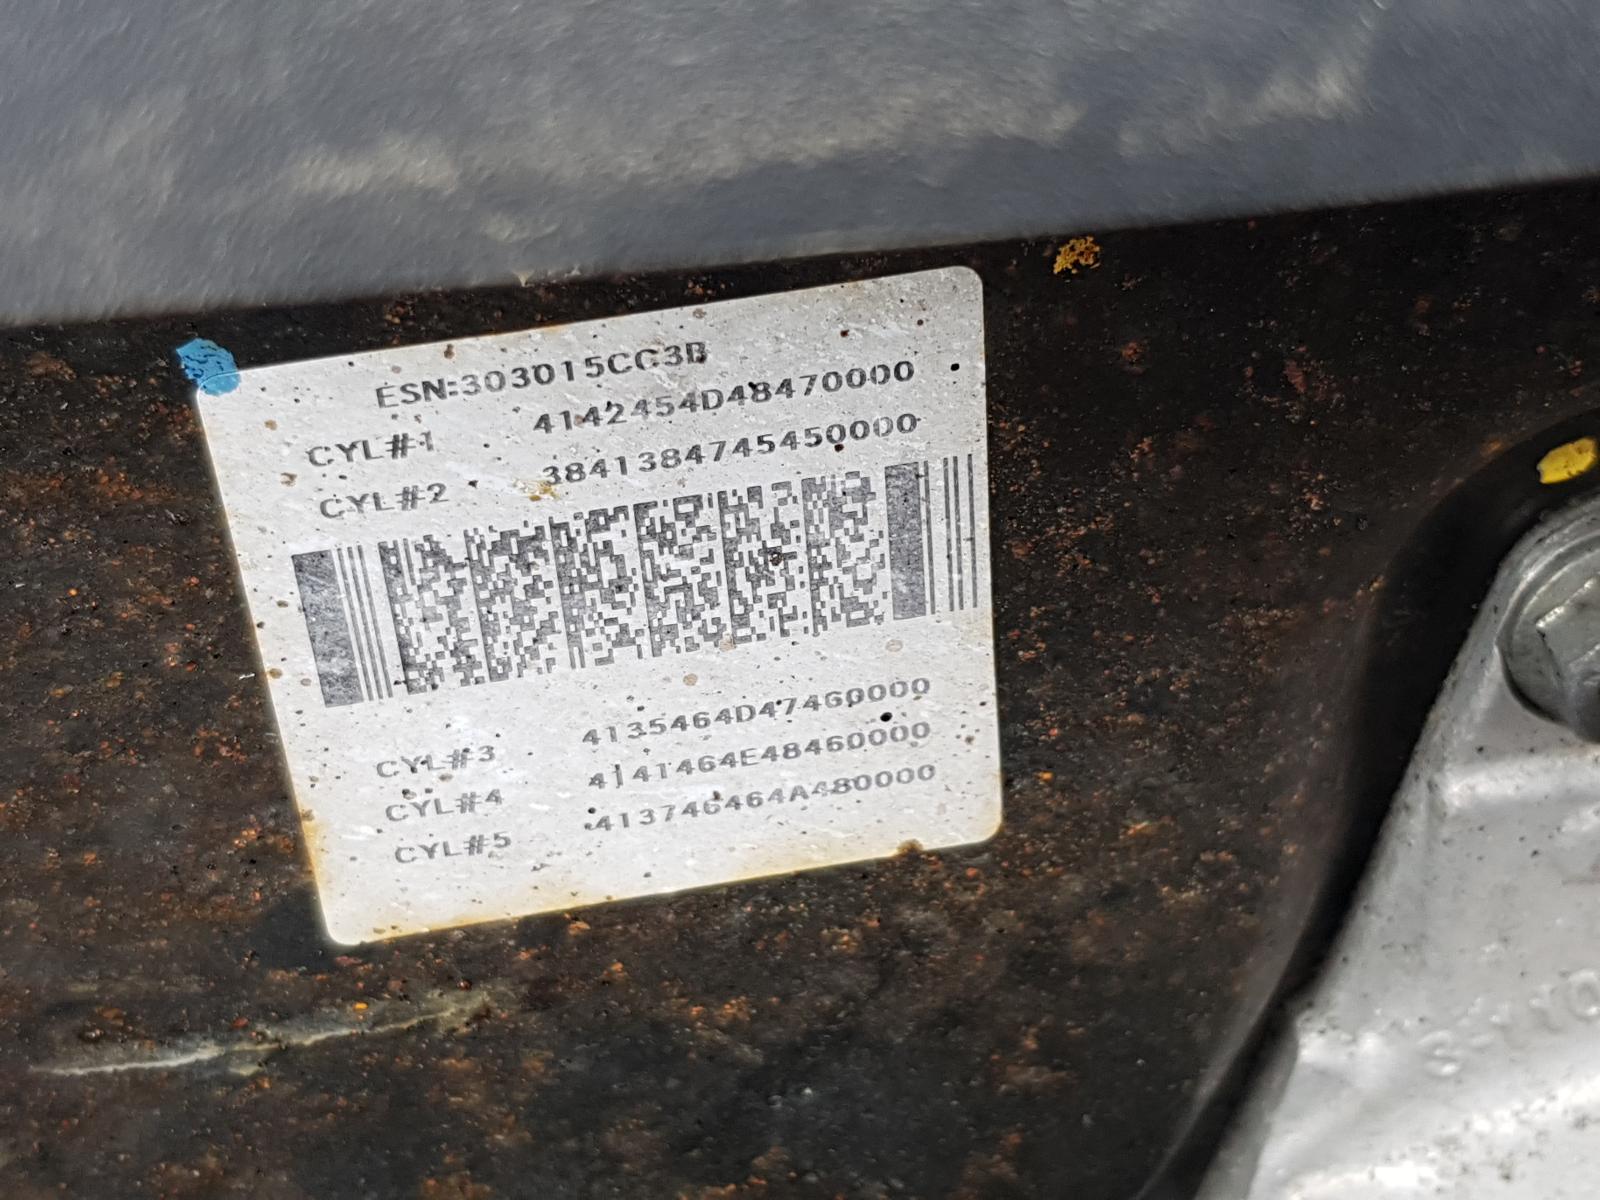 ESN:303015CC3B
CYL#1 4142454D48470000
CYL#2 3841384745450000
CYL#3 4135464D47460000
CYL#4 4141464E48460000
CYL#5 413746464A480000